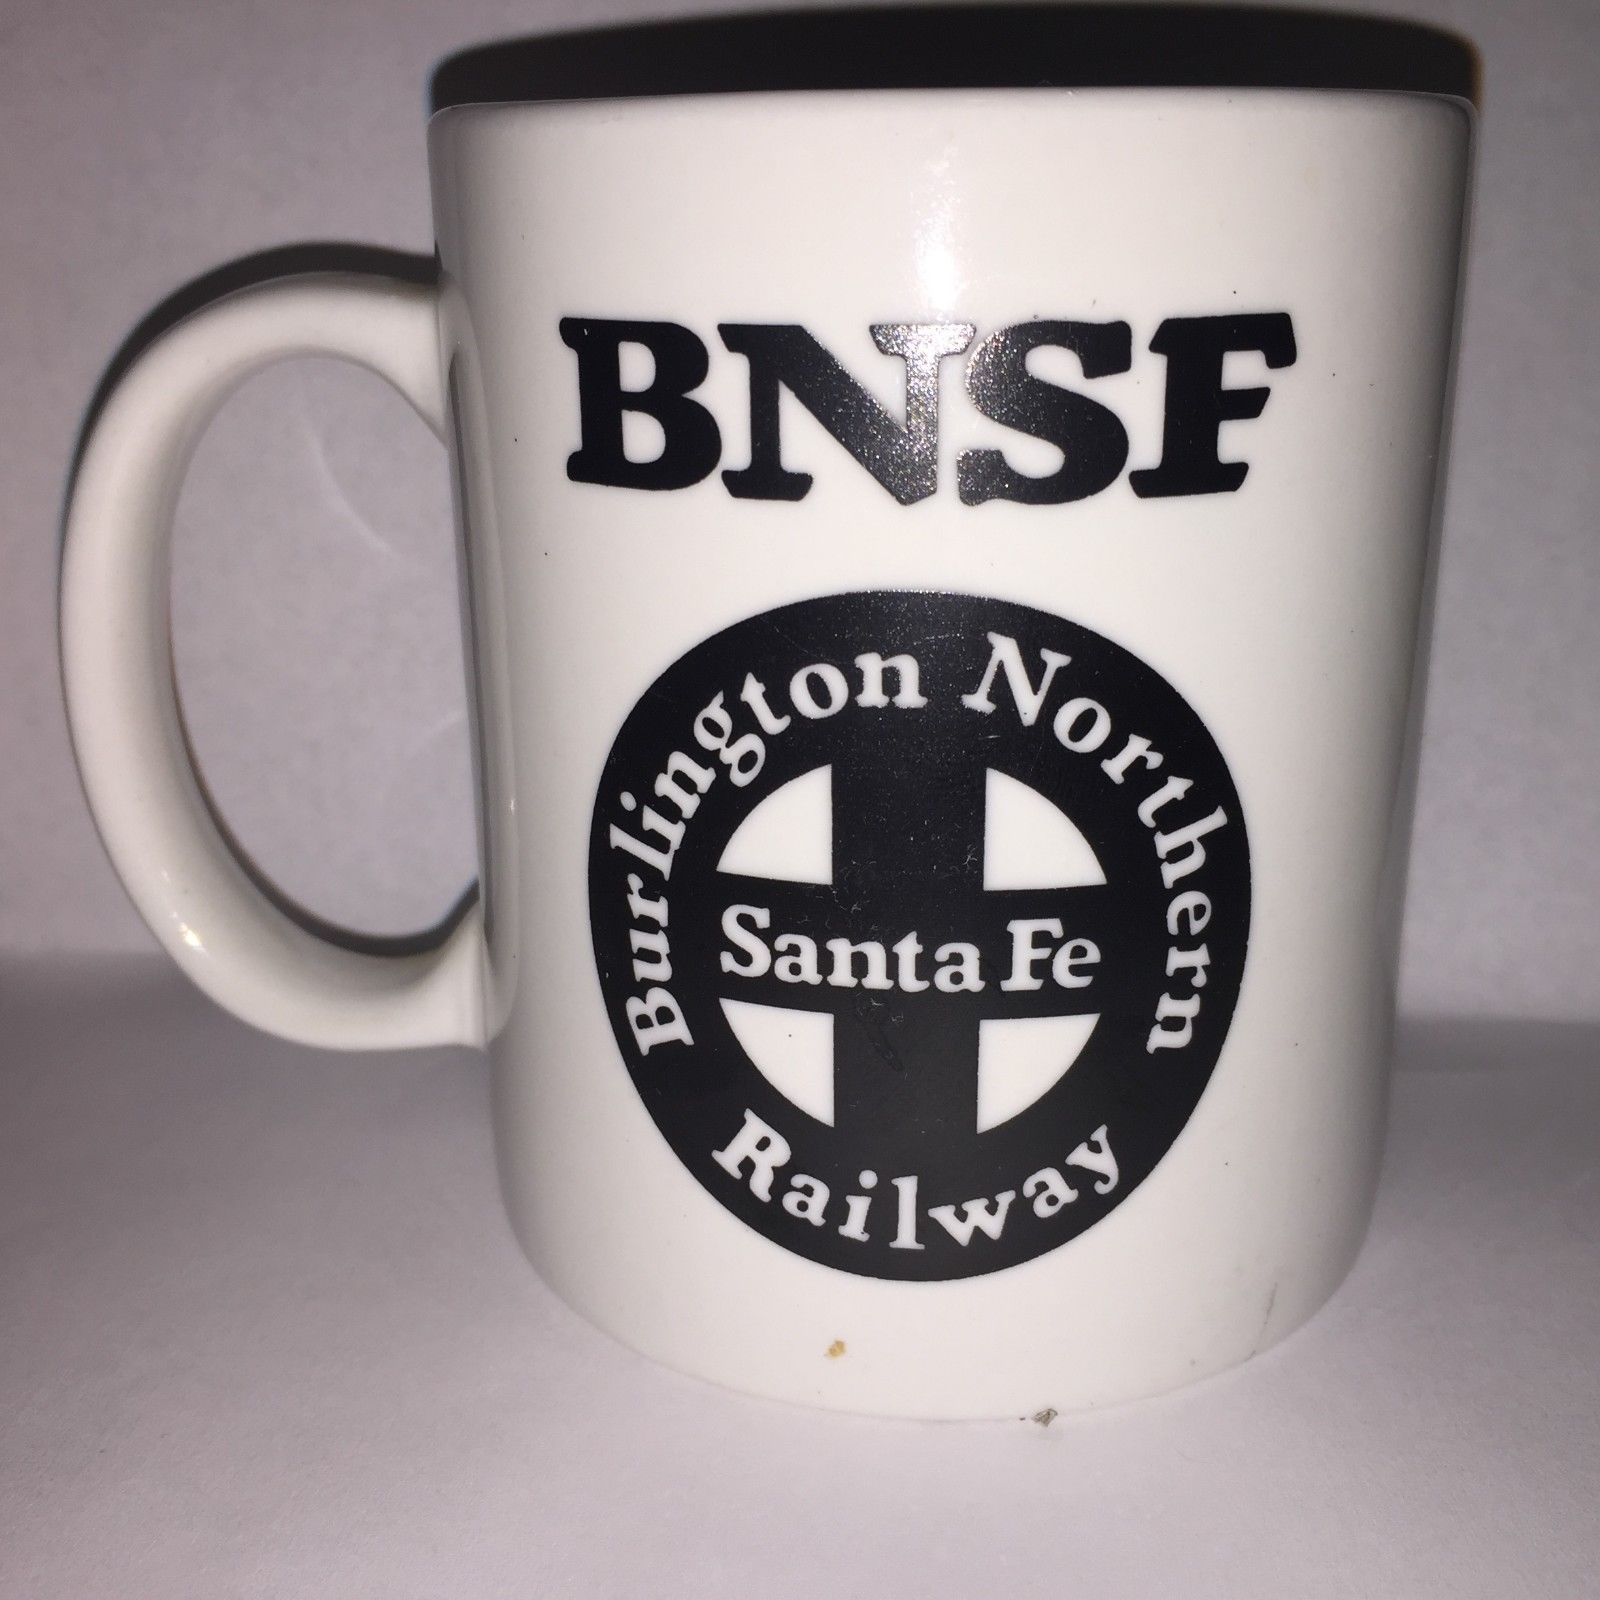 BNSF
Burlington Northern
Santa Fe
Railway